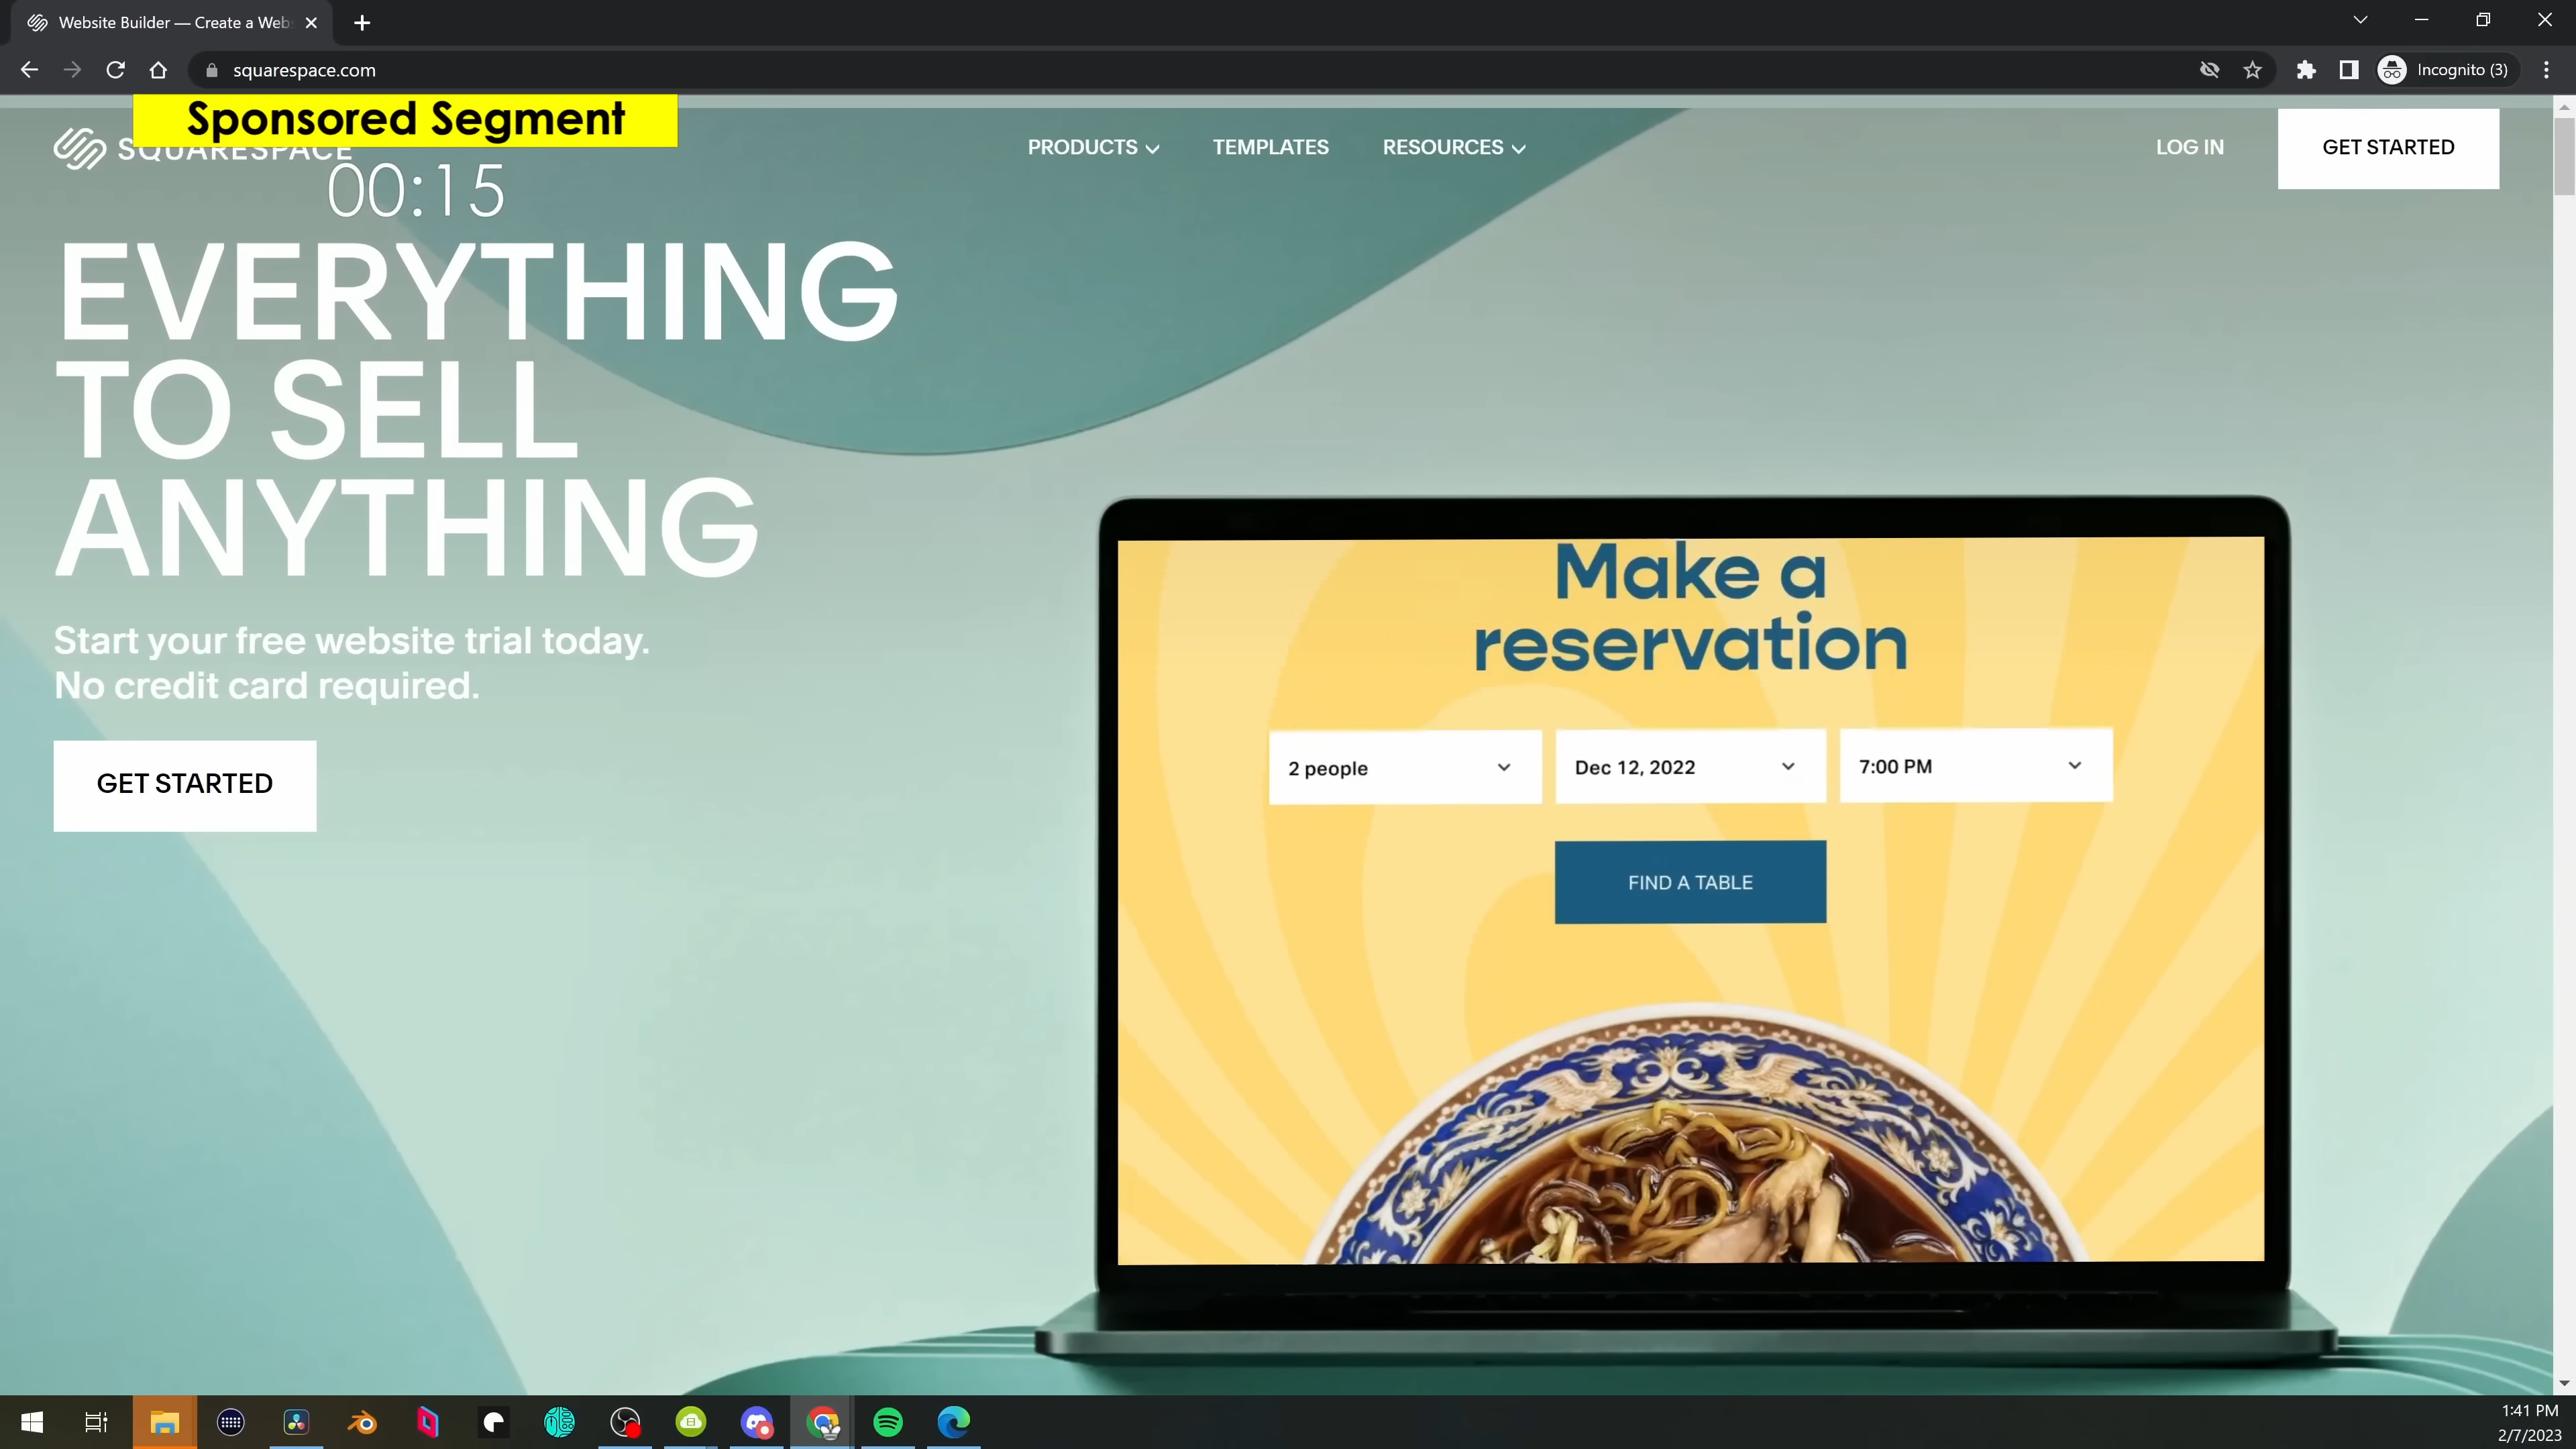 Website Builder — Create a Web
squarespace.com
Incognito (3)
Sponsored Segment
SQUARESPACE
PRODUCTS
TEMPLATES
RESOURCES
LOG IN
GET STARTED
00:15
EVERYTHING
TO SELL
ANYTHING
Start your free website trial today.
No credit card required.
GET STARTED
Make a
reservation
2 people
Dec 12, 2022
7:00 PM
FIND A TABLE
1:41 PM
2/7/2023